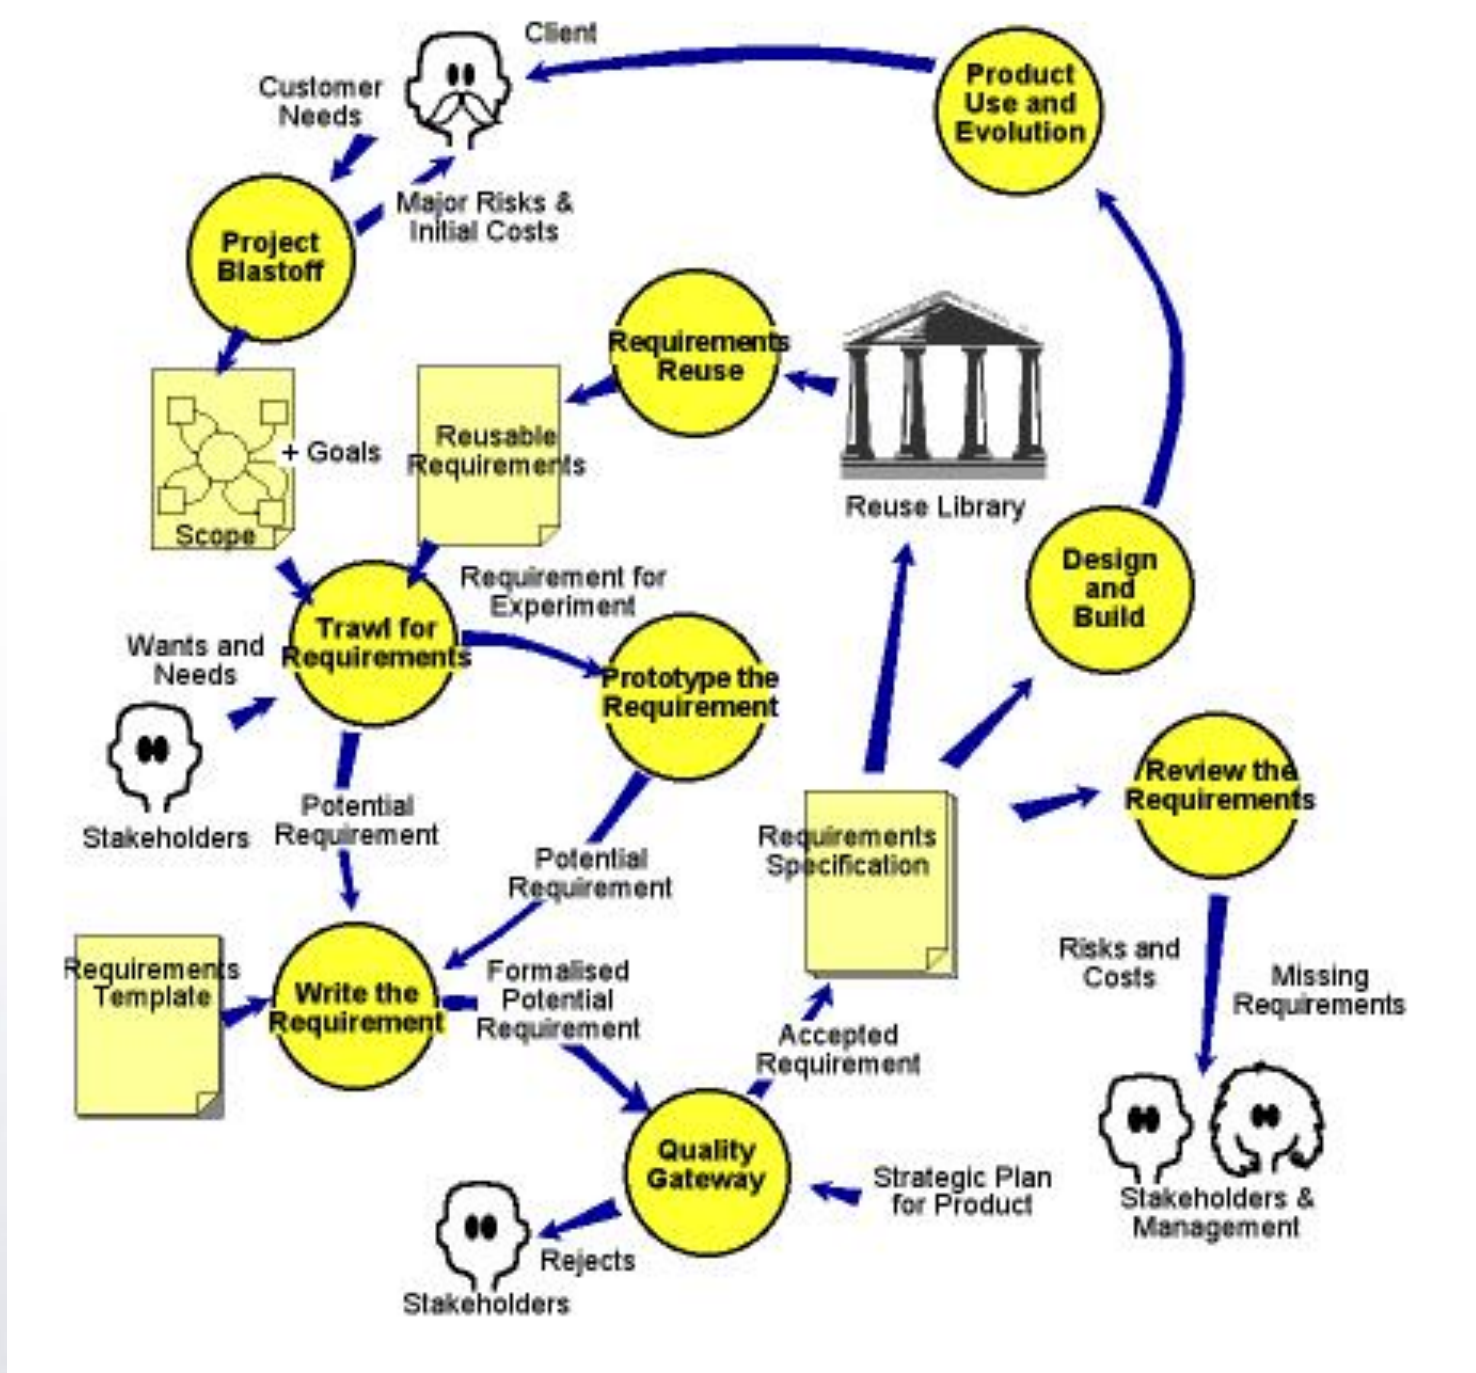 Client
Product
Use and
Evolution
Customer
Needs
Major Risks &
Initial Costs
Project
Blastoff
Requirements
Reuse
Reusable
Requirements
+ Goals
Scope
Reuse Library
Design
and
Build
Requirement for
Experiment
Trawl for
Requirements
Wants and
Needs
Prototype the
Requirement
Stakeholders
Potential
Requirement
Potential
Requirement
Requirements
Specification
Review the
Requirements
Requirements
Template
Write the
Requirement
Formalised
Potential
Requirement
Accepted
Requirement
Risks and
Costs
Missing
Requirements
Quality
Gateway
Strategic Plan
for Product
Stakeholders &
Management
Rejects
Stakeholders